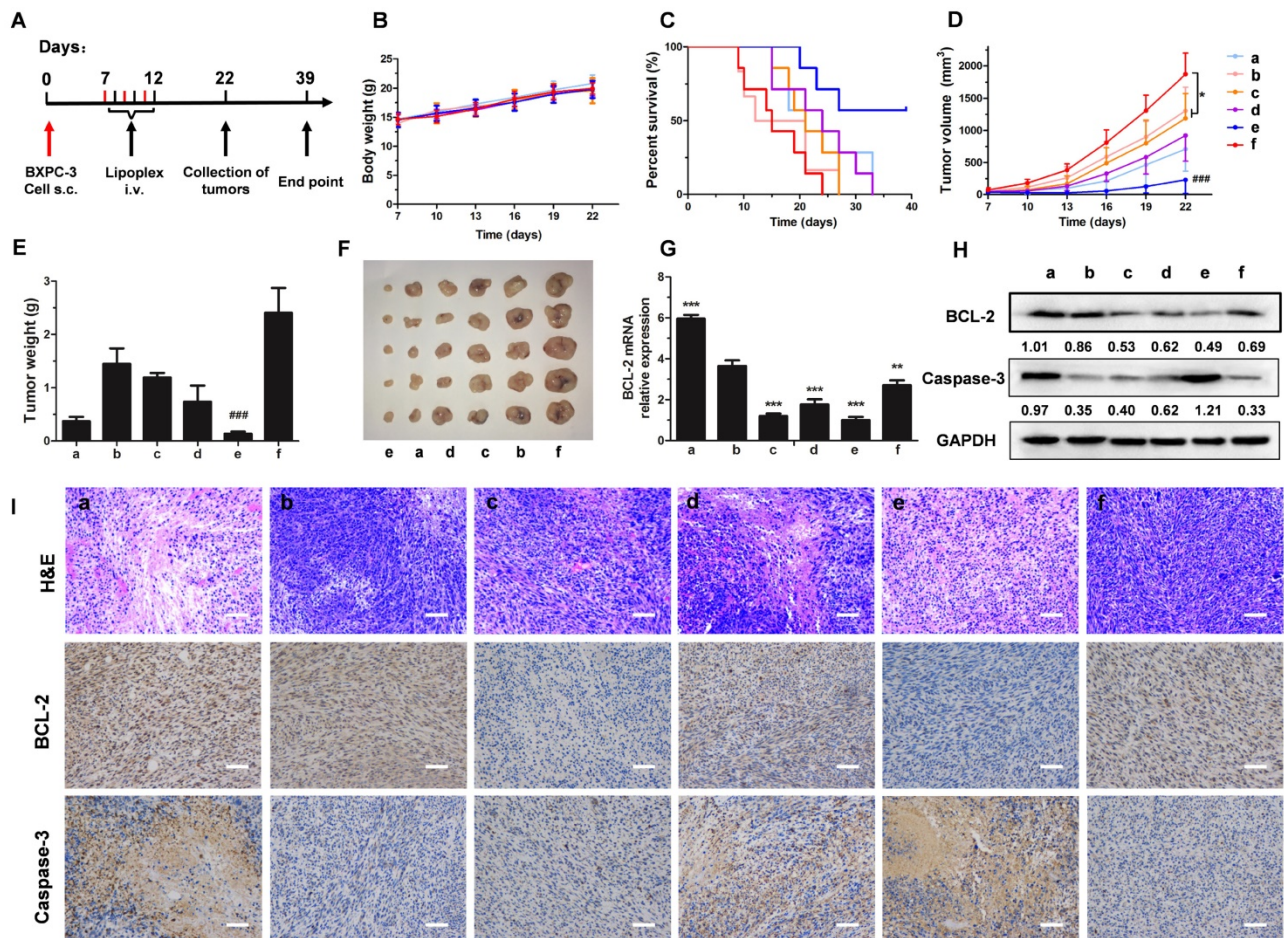 A
Days：
0 7 12 22 39
BXPC-3
Cell s.c.
Lipoplex
i.v.
Collection of
tumors
End point
B
Body weight (g)
25
20
15
10
5
0
7 10 13 16 19 22
Time (days)
C
Percent survival (%)
100
50
0
0 10 20 30 40
Time (days)
D
Tumor volume (mm3)
2000
1500
1000
500
0
7 10 13 16 19 22
Time (days)
*
###
a
b
c
d
e
f
E
Tumor weight (g)
3
2
1
0
###
a b c d e f
F
e a d c b f
G
BCL-2 mRNA
relative expression
8
6
4
2
0
*** *** *** *** **
a b c d e f
H
a b c d e f
BCL-2
1.01 0.86 0.53 0.62 0.49 0.69
Caspase-3
0.97 0.35 0.40 0.62 1.21 0.33
GAPDH
I
a b c d e f
H&E
BCL-2
Caspase-3